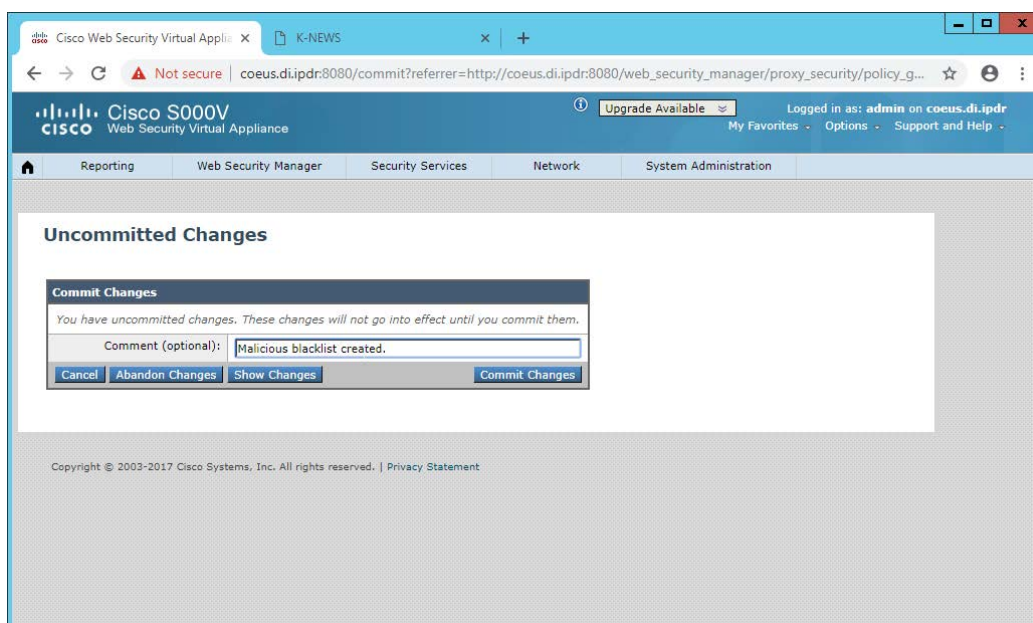 Cisco Web Security Virtual Applia
K-NEWS
Not secure | coeus.di.ipdr:8080/commit?referrer=http://coeus.di.ipdr:8080/web_security_manager/proxy_security/policy_g...
CISCO
Cisco S000V
Web Security Virtual Appliance
Upgrade Available
Logged in as: admin on coeus.di.ipdr
My Favorites Options Support and Help
Reporting Web Security Manager Security Services Network System Administration
Uncommitted Changes
Commit Changes
You have uncommitted changes. These changes will not go into effect until you commit them.
Comment (optional): Malicious blacklist created.
Cancel Abandon Changes Show Changes Commit Changes
Copyright © 2003-2017 Cisco Systems, Inc. All rights reserved. | Privacy Statement